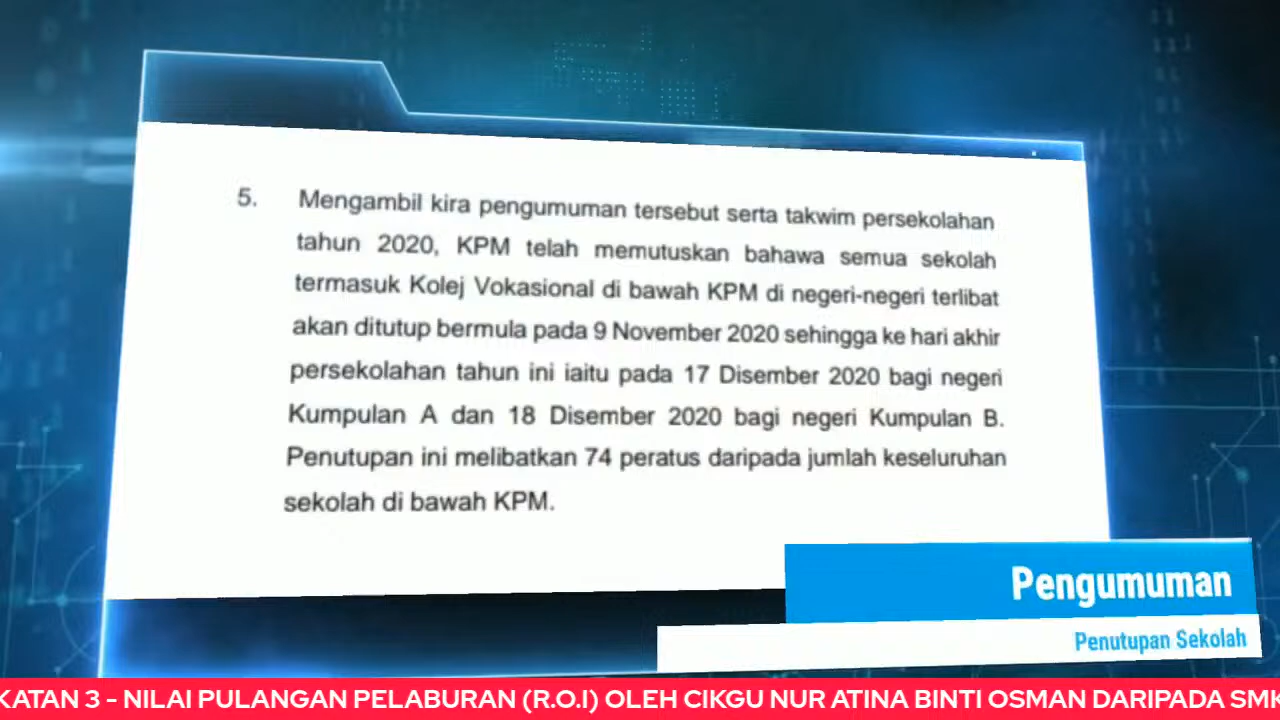 5. Mengambil kira pengumuman tersebut serta takwim persekolahan
tahun 2020, KPM telah memutuskan bahawa semua sekolah
termasuk Kolej Vokasional di bawah KPM di negeri-negeri terlibat
akan ditutup bermula pada 9 November 2020 sehingga ke hari akhir
persekolahan tahun ini iaitu pada 17 Disember 2020 bagi negeri
Kumpulan A dan 18 Disember 2020 bagi negeri Kumpulan B.
Penutupan ini melibatkan 74 peratus daripada jumlah keseluruhan
sekolah di bawah KPM.
Pengumuman
Penutupan Sekolah
KATAN 3 - NILAI PULANGAN PELABURAN (R.O.I) OLEH CIKGU NUR ATINA BINTI OSMAN DARIPADA SMK